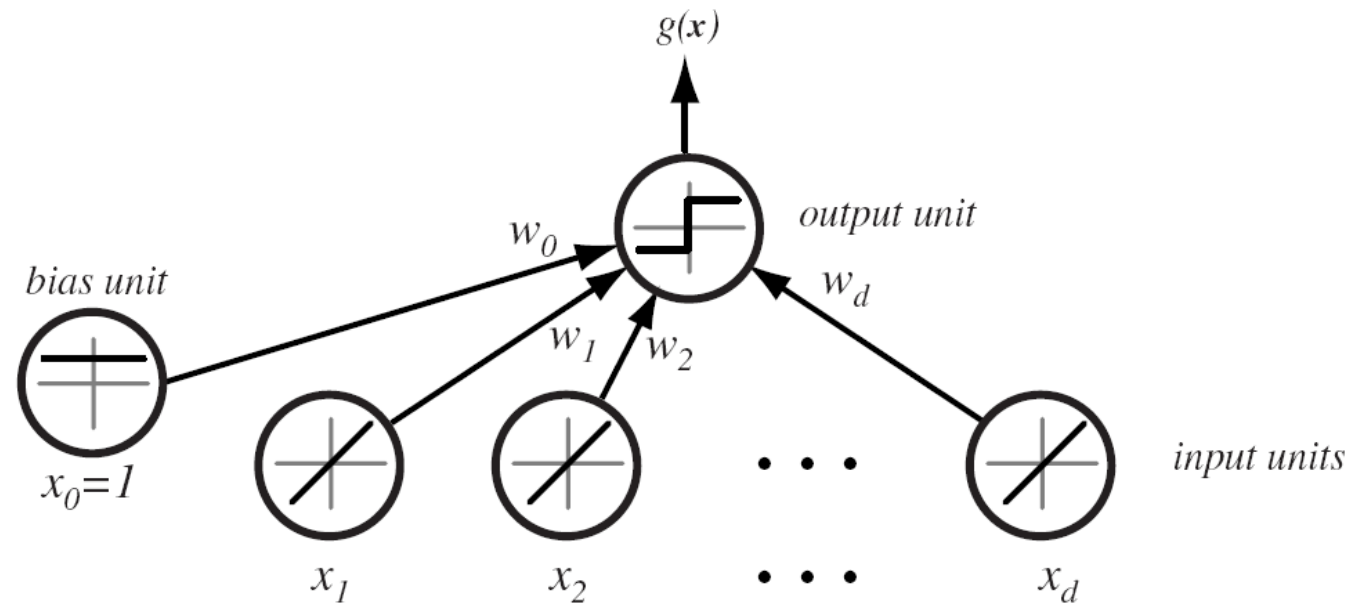 g(x)
output unit
w0
wd
bias unit
w1 w2
x0=1
. . .
input units
x1 x2 . . . xd